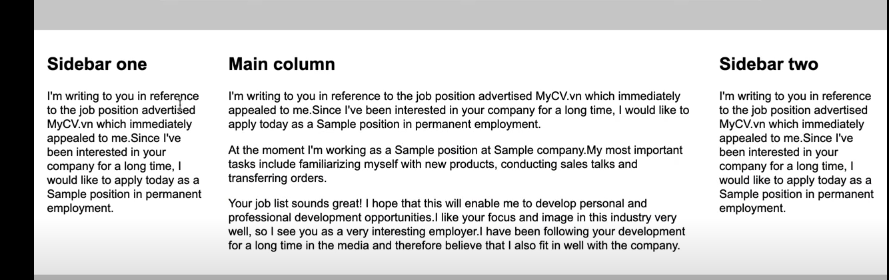 Sidebar one
I'm writing to you in reference
to the job position advertised
MyCV.vn which immediately
appealed to me.Since I've
been interested in your
company for a long time, I
would like to apply today as a
Sample position in permanent
employment.
Main column
I'm writing to you in reference to the job position advertised MyCV.vn which immediately
appealed to me.Since I've been interested in your company for a long time, I would like to
apply today as a Sample position in permanent employment.
At the moment I'm working as a Sample position at Sample company.My most important
tasks include familiarizing myself with new products, conducting sales talks and
transferring orders.
Your job list sounds great! I hope that this will enable me to develop personal and
professional development opportunities.I like your focus and image in this industry very
well, so I see you as a very interesting employer.I have been following your development
for a long time in the media and therefore believe that I also fit in well with the company.
Sidebar two
I'm writing to you in reference
to the job position advertised
MyCV.vn which immediately
appealed to me.Since I've
been interested in your
company for a long time, I
would like to apply today as a
Sample position in permanent
employment.